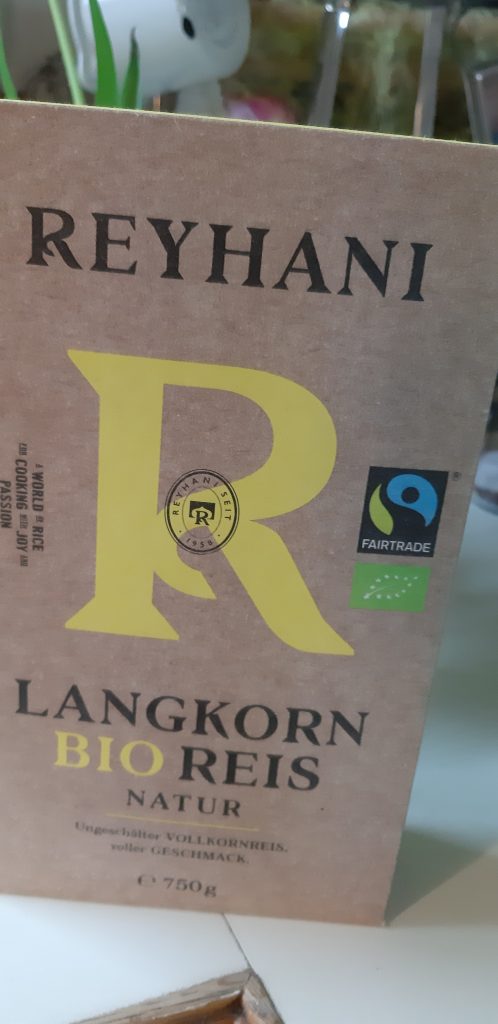 REYHANI
A WORLD OF RICE
FOR COOKING WITH JOY AND
PASSION
REYHANI SEIT
R
1958
FAIRTRADE
®
LANGKORN
BIO REIS
NATUR
Ungeschälter VOLLKORNREIS,
voller GESCHMACK.
℮ 750g